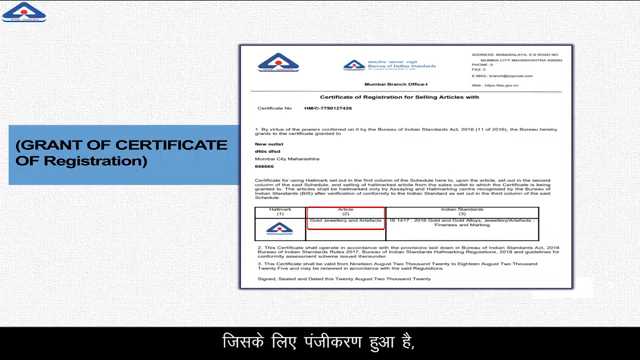 (GRANT OF CERTIFICATE
OF Registration)
Bureau of Indian Standards
ADDRESS: MANAKALAYA, E-9 ROAD NO
MUMBAI CITY MAHARASHTRA 400093
PHONE: 0
FAX: 0
E-MAIL: branch@yopmail.com
Web : https://bis.gov.in/
Mumbai Branch Office-I
Certificate of Registration for Selling Articles with
Certificate No HM/C-7790127426
1. By virtue of the powers conferred on it by the Bureau of Indian Standards Act, 2016 (11 of 2016), the Bureau hereby
grants to the certificate granted to
New outlet
dfds dfsd
Mumbai City Maharashtra
666666
Certificate for using Hallmark set out in the first column of the Schedule here to, upon the article, set out in the second
column of the said Schedule and selling of hallmarked article from the sales outlet to which the Certificate is being
granted to. The articles shall be hallmarked only by Assaying and Hallmarking centre recognised by the Bureau of
Indian Standards (BIS) after verification of conformity to the Indian Standard as set out in the third column of the said
Schedule.
Hallmark Article Indian Standards
(1) (2) (3)
Gold Jewellery and Artefacts IS 1417 : 2016 Gold and Gold Alloys, Jewellery/Artefacts
Fineness and Marking
2. This Certificate shall operate in accordance with the provisions laid down in Bureau of Indian Standards Act, 2016
Bureau of Indian Standards Rules 2017, Bureau of Indian Standards Hallmarking Regulations, 2018 and guidelines for
conformity assessment scheme issued thereunder.
3. This Certificate shall be valid from Nineteen August Two Thousand Twenty to Eighteen August Two Thousand
Twenty Five and may be renewed in accordance with the said Regulations.
Signed, Sealed and Dated this Twenty August Two Thousand Twenty
जिसके लिए पंजीकरण हुआ है,